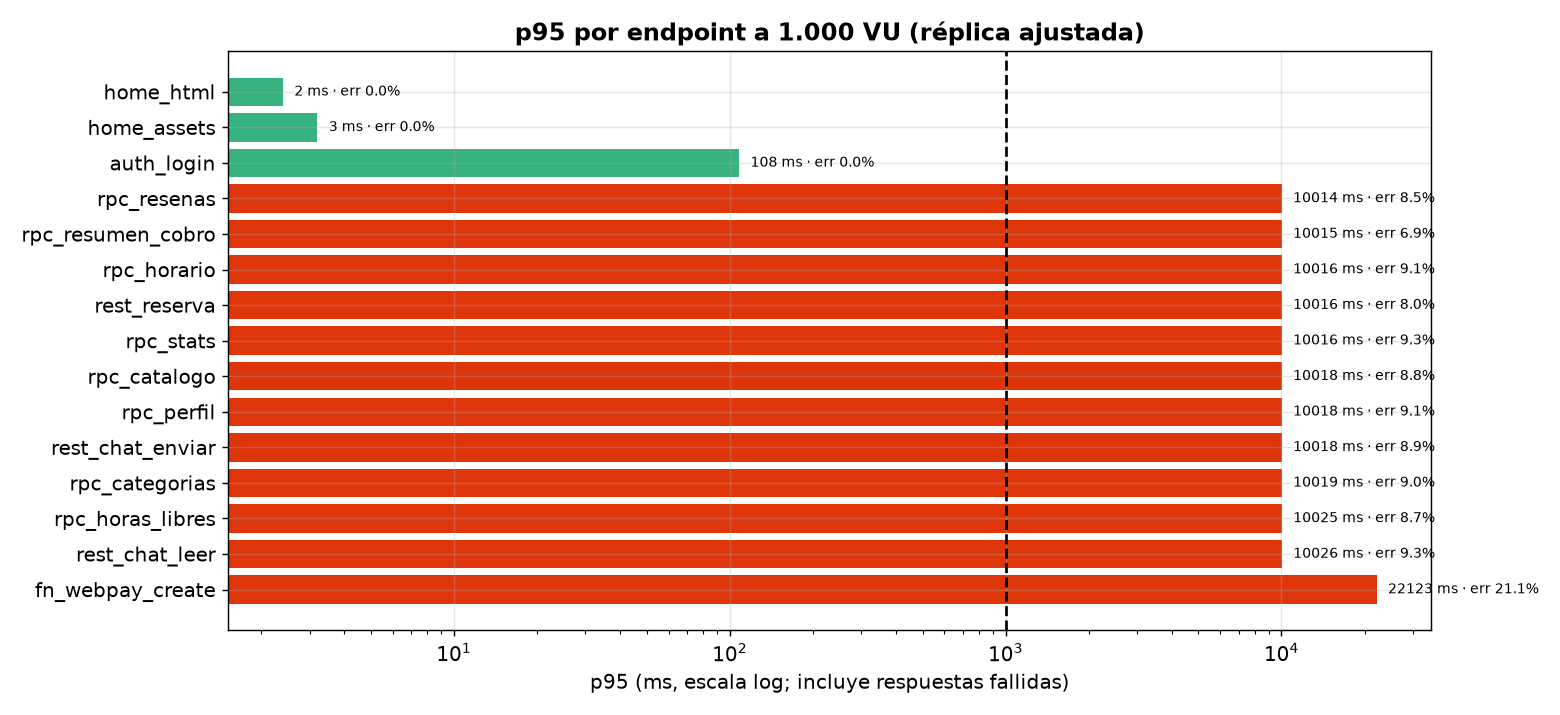 p95 por endpoint a 1.000 VU (réplica ajustada)
home_html 2 ms · err 0.0%
home_assets 3 ms · err 0.0%
auth_login 108 ms · err 0.0%
rpc_resenas 10014 ms · err 8.5%
rpc_resumen_cobro 10015 ms · err 6.9%
rpc_horario 10016 ms · err 9.1%
rest_reserva 10016 ms · err 8.0%
rpc_stats 10016 ms · err 9.3%
rpc_catalogo 10018 ms · err 8.8%
rpc_perfil 10018 ms · err 9.1%
rest_chat_enviar 10018 ms · err 8.9%
rpc_categorias 10019 ms · err 9.0%
rpc_horas_libres 10025 ms · err 8.7%
rest_chat_leer 10026 ms · err 9.3%
fn_webpay_create 22123 ms · err 21.1%
10¹ 10² 10³ 10⁴
p95 (ms, escala log; incluye respuestas fallidas)